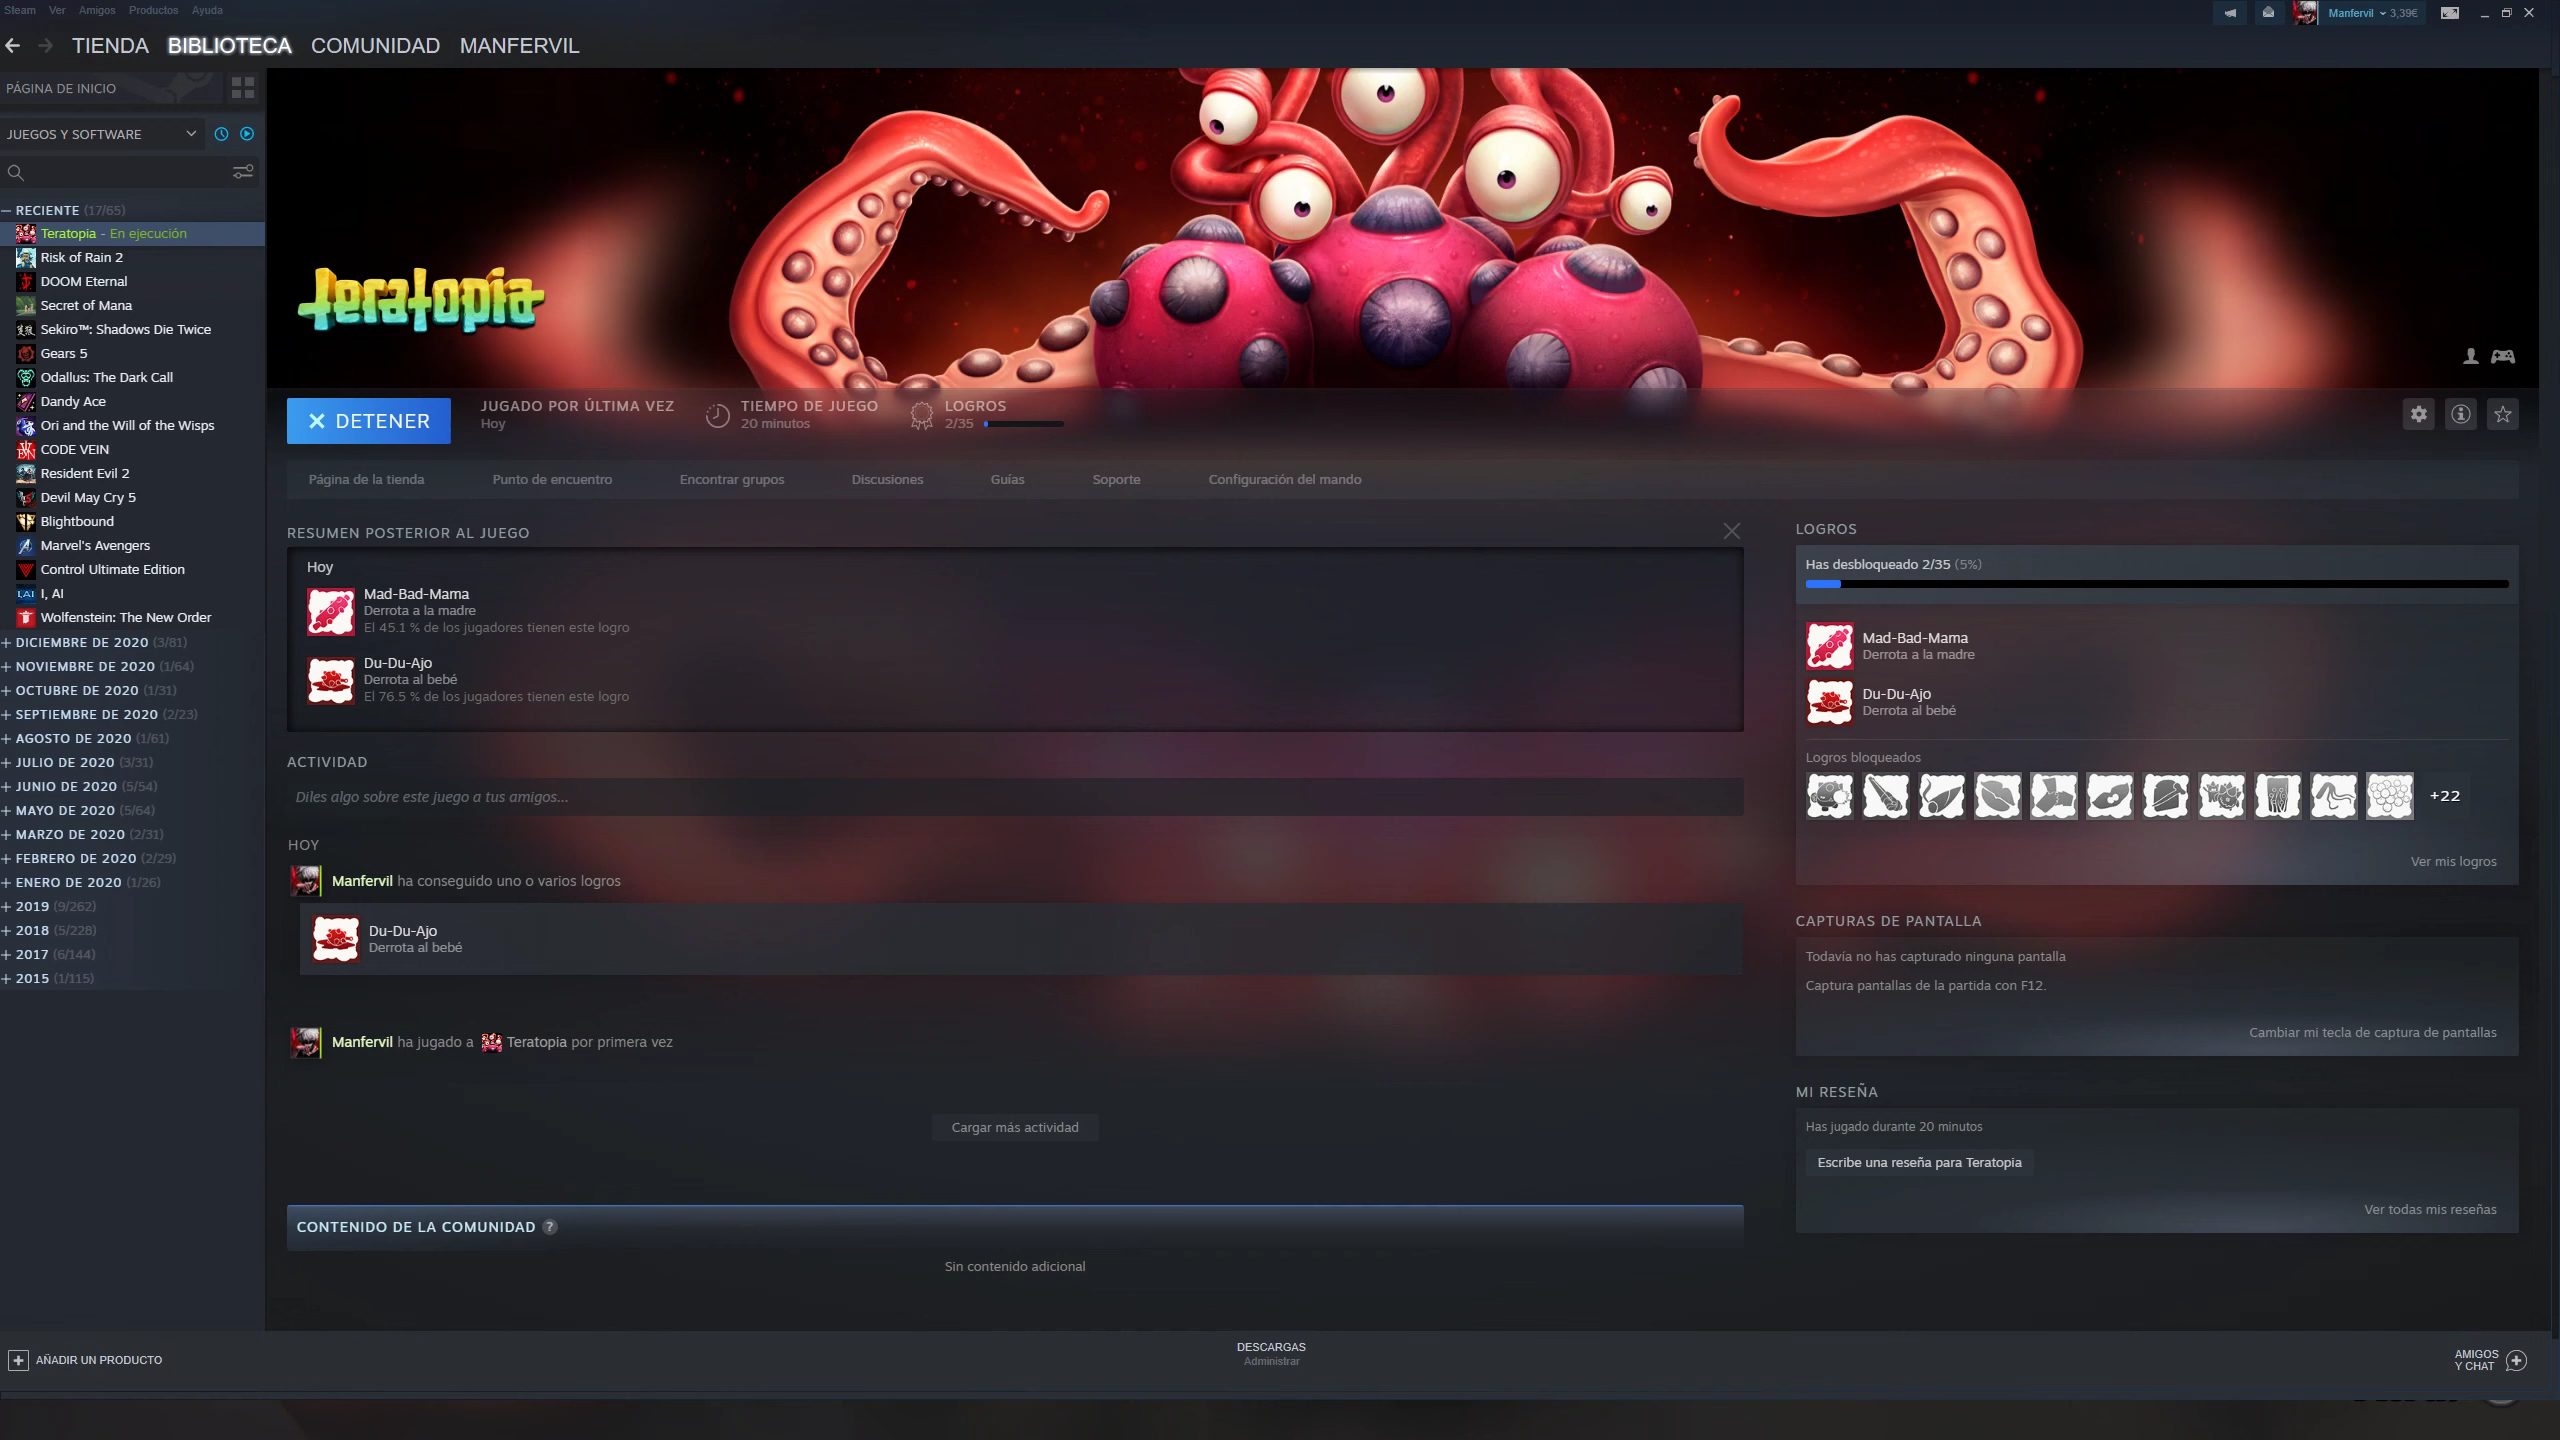 Steam Ver Amigos Productos Ayuda
Manfervil 3,39€
TIENDA BIBLIOTECA COMUNIDAD MANFERVIL
PÁGINA DE INICIO
JUEGOS Y SOFTWARE
RECIENTE (17/65)
Teratopia - En ejecución
Risk of Rain 2
DOOM Eternal
Secret of Mana
Sekiro™: Shadows Die Twice
Gears 5
Odallus: The Dark Call
Dandy Ace
Ori and the Will of the Wisps
CODE VEIN
Resident Evil 2
Devil May Cry 5
Blightbound
Marvel's Avengers
Control Ultimate Edition
I, AI
Wolfenstein: The New Order
DICIEMBRE DE 2020 (3/81)
NOVIEMBRE DE 2020 (1/64)
OCTUBRE DE 2020 (1/31)
SEPTIEMBRE DE 2020 (2/23)
AGOSTO DE 2020 (1/61)
JULIO DE 2020 (3/31)
JUNIO DE 2020 (5/54)
MAYO DE 2020 (5/64)
MARZO DE 2020 (2/31)
FEBRERO DE 2020 (2/29)
ENERO DE 2020 (1/26)
2019 (9/262)
2018 (5/228)
2017 (6/144)
2015 (1/115)
teratopia
DETENER
JUGADO POR ÚLTIMA VEZ
Hoy
TIEMPO DE JUEGO
20 minutos
LOGROS
2/35
Página de la tienda Punto de encuentro Encontrar grupos Discusiones Guías Soporte Configuración del mando
RESUMEN POSTERIOR AL JUEGO
Hoy
Mad-Bad-Mama
Derrota a la madre
El 45.1 % de los jugadores tienen este logro
Du-Du-Ajo
Derrota al bebé
El 76.5 % de los jugadores tienen este logro
ACTIVIDAD
Diles algo sobre este juego a tus amigos...
HOY
Manfervil ha conseguido uno o varios logros
Du-Du-Ajo
Derrota al bebé
Manfervil ha jugado a Teratopia por primera vez
Cargar más actividad
CONTENIDO DE LA COMUNIDAD ?
Sin contenido adicional
LOGROS
Has desbloqueado 2/35 (5%)
Mad-Bad-Mama
Derrota a la madre
Du-Du-Ajo
Derrota al bebé
Logros bloqueados
+22
Ver mis logros
CAPTURAS DE PANTALLA
Todavía no has capturado ninguna pantalla
Captura pantallas de la partida con F12.
Cambiar mi tecla de captura de pantallas
MI RESEÑA
Has jugado durante 20 minutos
Escribe una reseña para Teratopia
Ver todas mis reseñas
AÑADIR UN PRODUCTO
DESCARGAS
Administrar
AMIGOS
Y CHAT